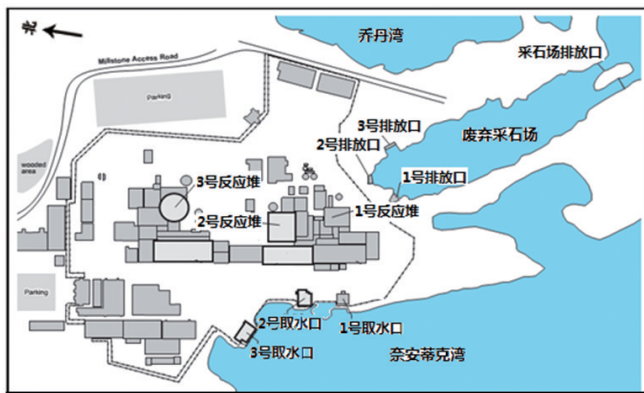 北
Millstone Access Road
乔丹湾
采石场排放口
Parking
3号排放口
2号排放口
废弃采石场
wooded
area
3号反应堆
1号排放口
2号反应堆
1号反应堆
Parking
2号取水口
1号取水口
3号取水口
奈安蒂克湾